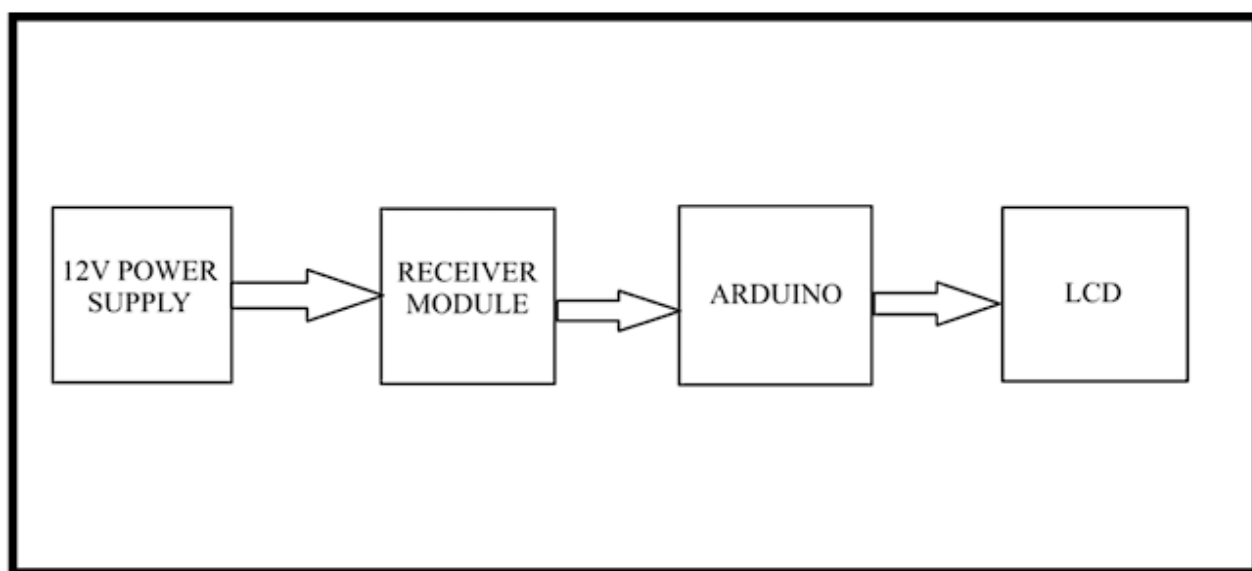 12V POWER
SUPPLY
RECEIVER
MODULE
ARDUINO
LCD